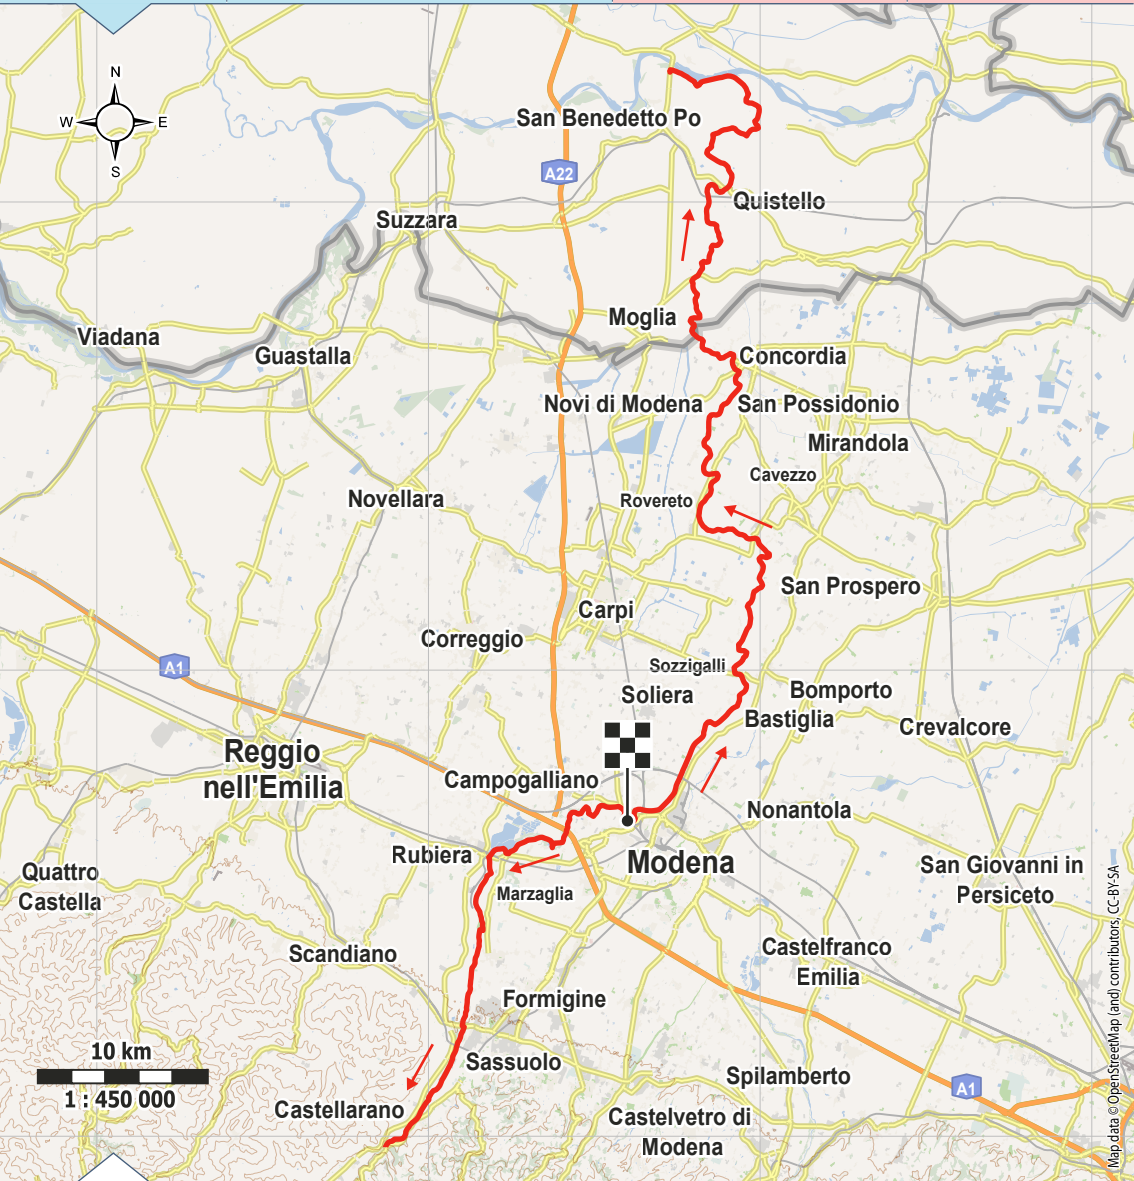 N
W
E
S
San Benedetto Po
A22
Quistello
Suzzara
Moglia
Viadana
Guastalla
Concordia
Novi di Modena
San Possidonio
Mirandola
Cavezzo
Novellara
Rovereto
San Prospero
Carpi
Correggio
A1
Sozzigalli
Soliera
Bomporto
Bastiglia
Crevalcore
Reggio
nell'Emilia
Campogalliano
Nonantola
Rubiera
Modena
Quattro
Castella
Marzaglia
San Giovanni in
Persiceto
Scandiano
Castelfranco
Emilia
Formigine
10 km
1 : 450 000
Sassuolo
Spilamberto
A1
Castellarano
Castelvetro di
Modena
Map data © OpenStreetMap (and) contributors, CC-BY-SA